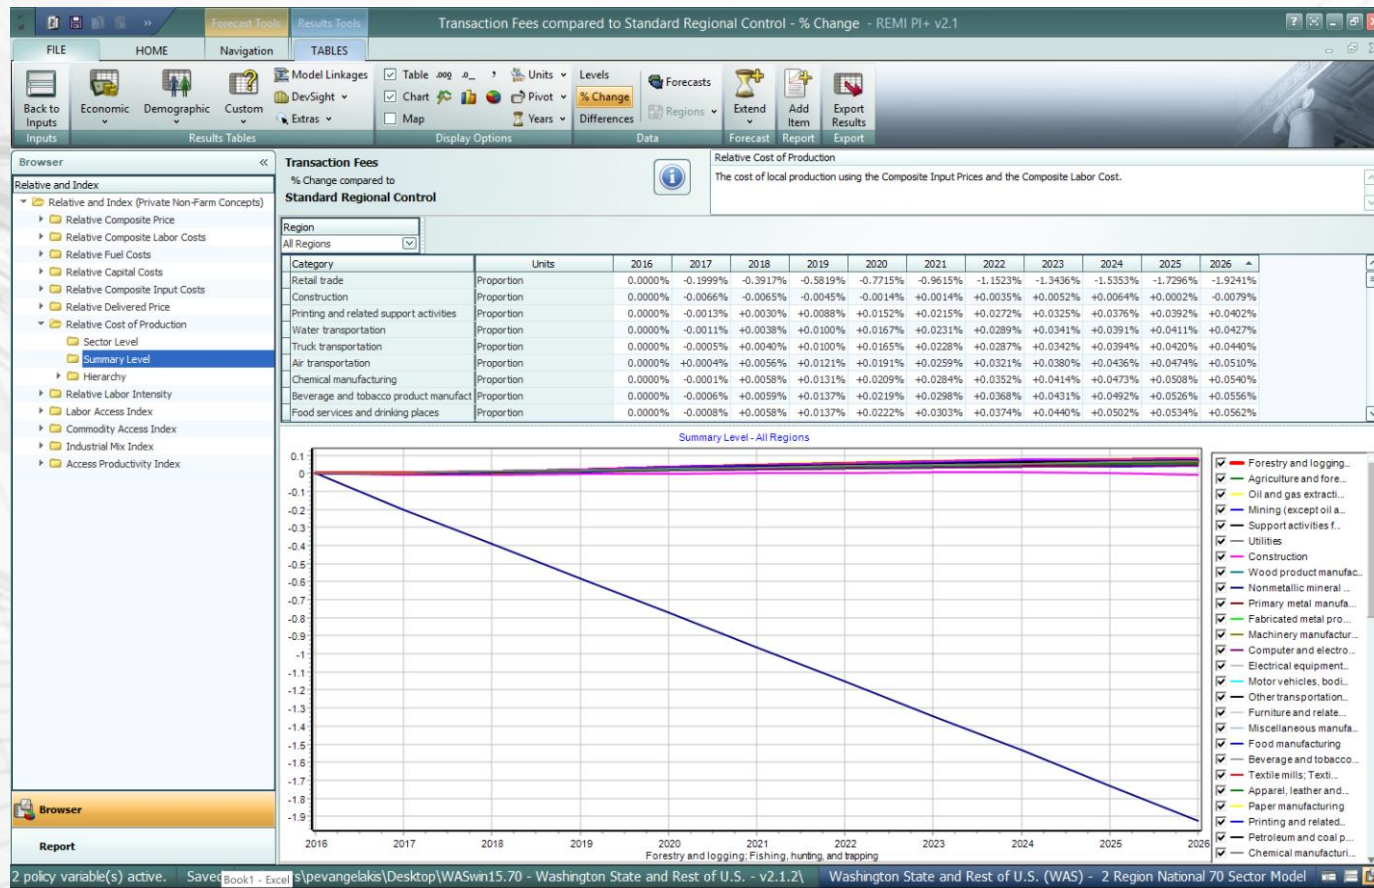 Forecast Tools Results Tools Transaction Fees compared to Standard Regional Control - % Change - REMI PI+ v2.1
FILE HOME Navigation TABLES
Back to Inputs
Economic Demographic Custom
Model Linkages
DevSight
Extras
Table .000 .0_ , Units
Chart Pivot
Map Years
Levels
% Change
Differences
Forecasts
Regions
Extend
Add Item
Export Results
Inputs Results Tables Display Options Data Forecast Report Export
Browser «
Relative and Index
Relative and Index (Private Non-Farm Concepts)
Relative Composite Price
Relative Composite Labor Costs
Relative Fuel Costs
Relative Capital Costs
Relative Composite Input Costs
Relative Delivered Price
Relative Cost of Production
Sector Level
Summary Level
Hierarchy
Relative Labor Intensity
Labor Access Index
Commodity Access Index
Industrial Mix Index
Access Productivity Index
Browser
Report
Transaction Fees
% Change compared to
Standard Regional Control
Relative Cost of Production
The cost of local production using the Composite Input Prices and the Composite Labor Cost.
Region
All Regions
Category Units 2016 2017 2018 2019 2020 2021 2022 2023 2024 2025 2026
Retail trade Proportion 0.0000% -0.1999% -0.3917% -0.5819% -0.7715% -0.9615% -1.1523% -1.3436% -1.5353% -1.7296% -1.9241%
Construction Proportion 0.0000% -0.0066% -0.0065% -0.0045% -0.0014% +0.0014% +0.0035% +0.0052% +0.0064% +0.0002% -0.0079%
Printing and related support activities Proportion 0.0000% -0.0013% +0.0030% +0.0088% +0.0152% +0.0215% +0.0272% +0.0325% +0.0376% +0.0392% +0.0402%
Water transportation Proportion 0.0000% -0.0011% +0.0038% +0.0100% +0.0167% +0.0231% +0.0289% +0.0341% +0.0391% +0.0411% +0.0427%
Truck transportation Proportion 0.0000% -0.0005% +0.0040% +0.0100% +0.0165% +0.0228% +0.0287% +0.0342% +0.0394% +0.0420% +0.0440%
Air transportation Proportion 0.0000% +0.0004% +0.0056% +0.0121% +0.0191% +0.0259% +0.0321% +0.0380% +0.0436% +0.0474% +0.0510%
Chemical manufacturing Proportion 0.0000% -0.0001% +0.0058% +0.0131% +0.0209% +0.0284% +0.0352% +0.0414% +0.0473% +0.0508% +0.0540%
Beverage and tobacco product manufact Proportion 0.0000% -0.0006% +0.0059% +0.0137% +0.0219% +0.0298% +0.0368% +0.0431% +0.0492% +0.0526% +0.0556%
Food services and drinking places Proportion 0.0000% -0.0008% +0.0058% +0.0137% +0.0222% +0.0303% +0.0374% +0.0440% +0.0502% +0.0534% +0.0562%
Summary Level - All Regions
0.1
0
-0.1
-0.2
-0.3
-0.4
-0.5
-0.6
-0.7
-0.8
-0.9
-1
-1.1
-1.2
-1.3
-1.4
-1.5
-1.6
-1.7
-1.8
-1.9
2016 2017 2018 2019 2020 2021 2022 2023 2024 2025 2026
Forestry and logging; Fishing, hunting, and trapping
Forestry and logging...
Agriculture and fore...
Oil and gas extracti...
Mining (except oil a...
Support activities f...
Utilities
Construction
Wood product manufac...
Nonmetallic mineral ...
Primary metal manufa...
Fabricated metal pro...
Machinery manufactur...
Computer and electro...
Electrical equipment...
Motor vehicles, bodi...
Other transportation...
Furniture and relate...
Miscellaneous manufa...
Food manufacturing
Beverage and tobacco...
Textile mills; Texti...
Apparel, leather and...
Paper manufacturing
Printing and related...
Petroleum and coal p...
Chemical manufacturi...
2 policy variable(s) active. Saved Book1 - Excel s\pevangelakis\Desktop\WASwin15.70 - Washington State and Rest of U.S. - v2.1.2\ Washington State and Rest of U.S. (WAS) - 2 Region National 70 Sector Model